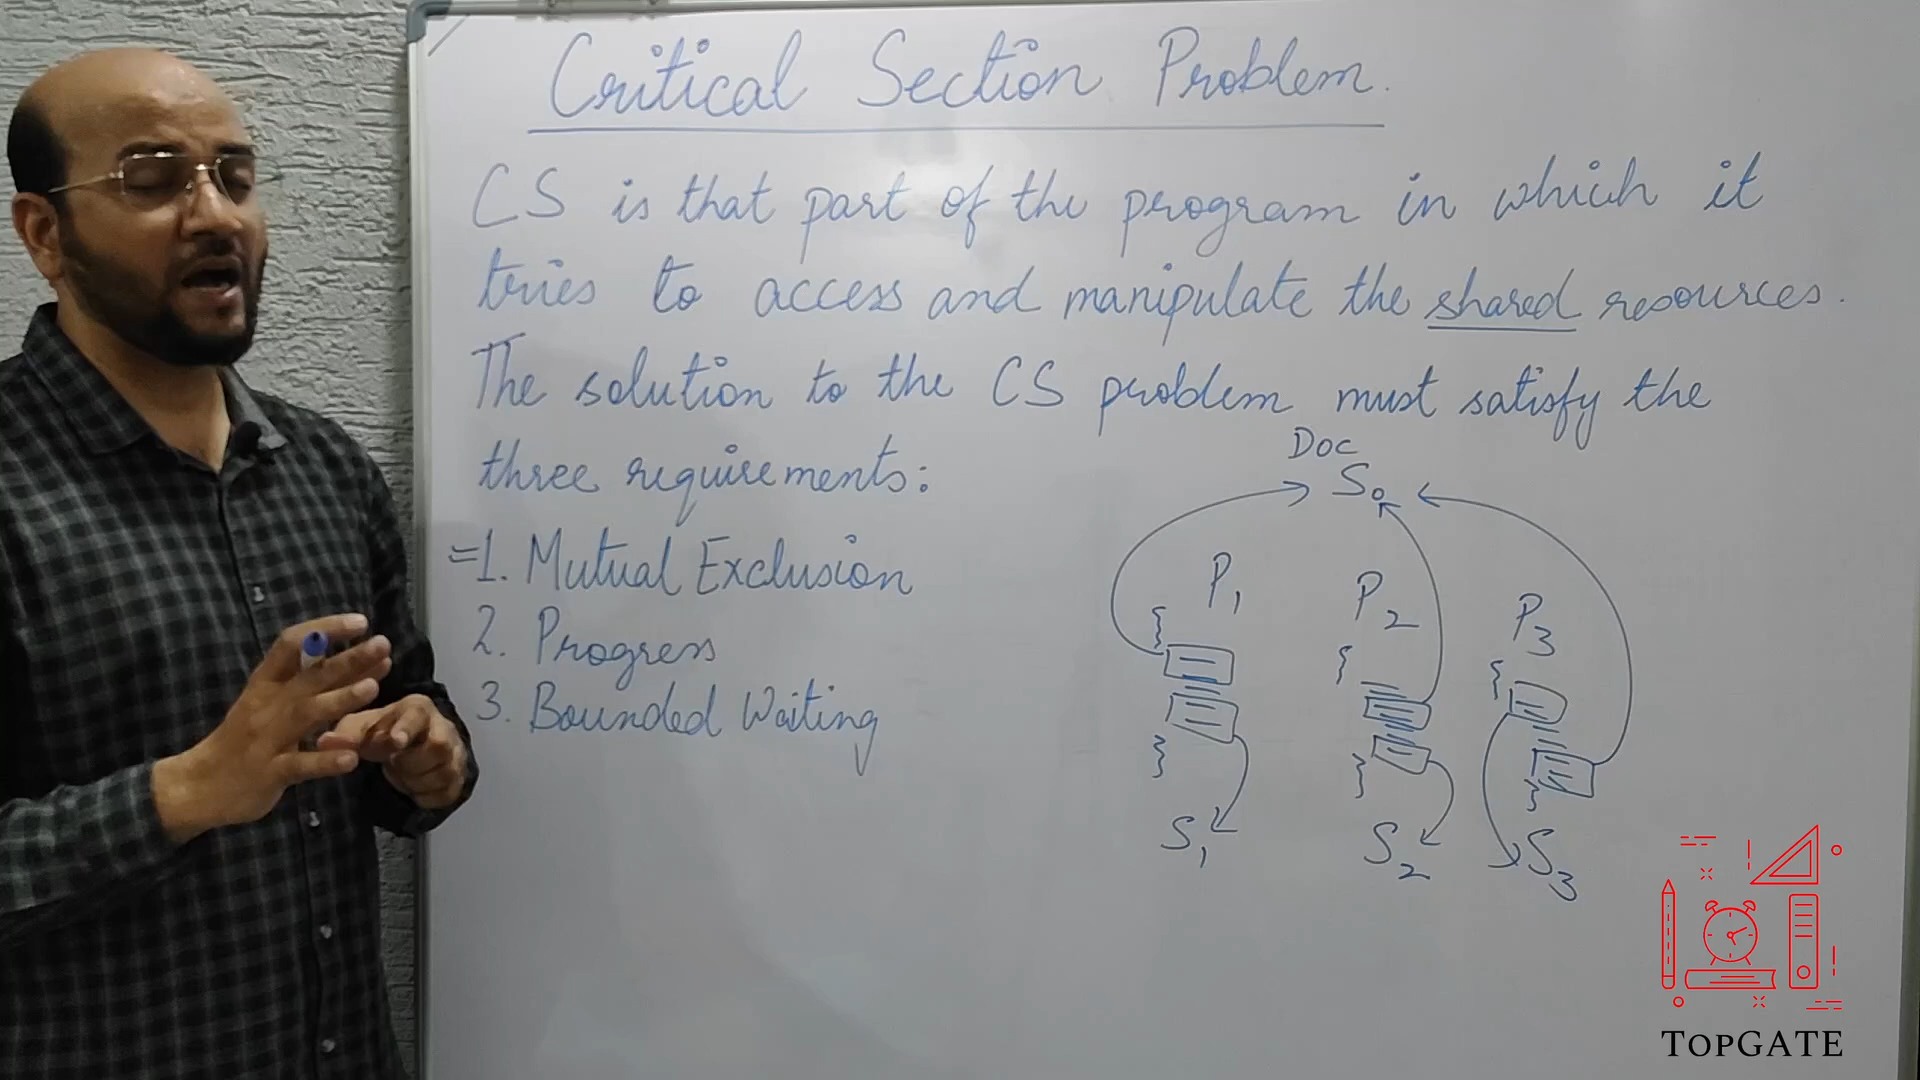 Critical Section Problem.
CS is that part of the program in which it
tries to access and manipulate the shared resources.
The solution to the CS problem must satisfy the
three requirements:
Doc
S0
=1. Mutual Exclusion
2. Progress
3. Bounded Waiting
P1
P2
P3
S1
S2
S3
TOPGATE